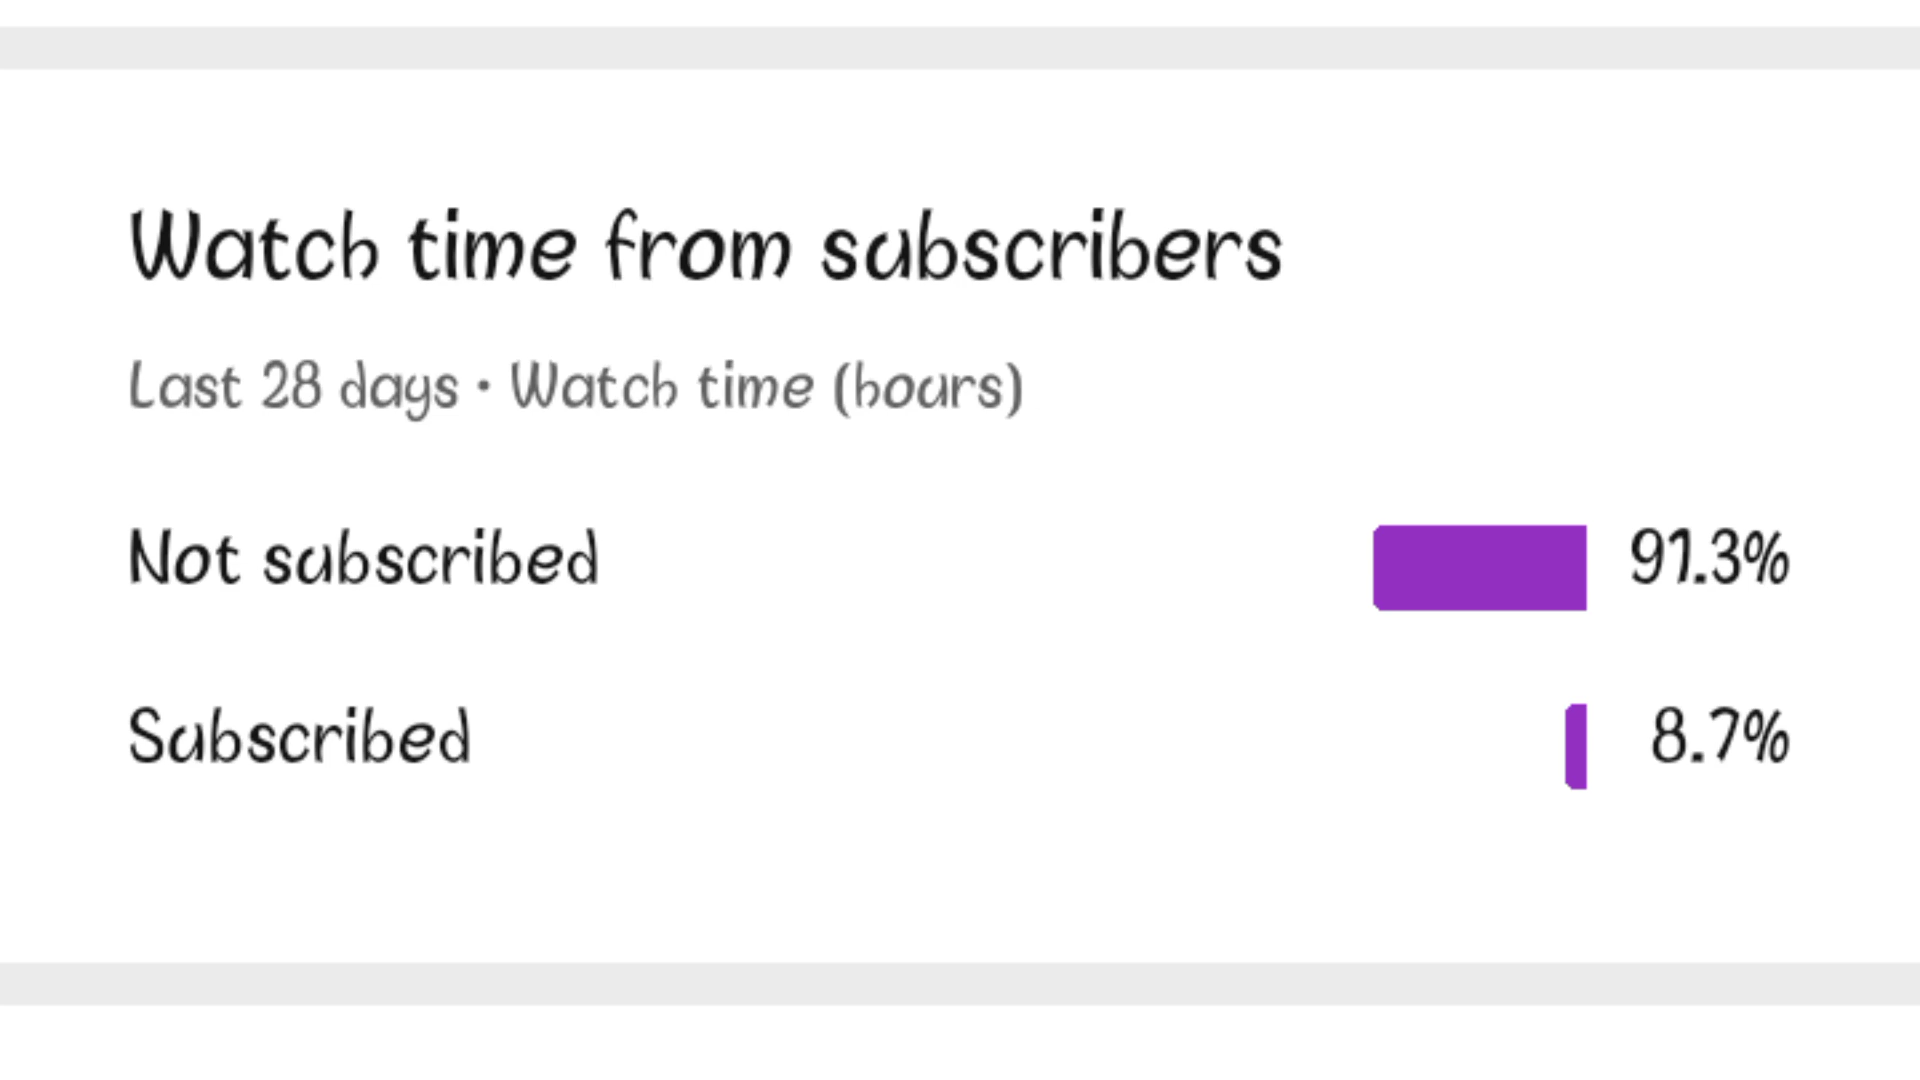 Watch time from subscribers
Last 28 days • Watch time (hours)
Not subscribed 91.3%
Subscribed 8.7%